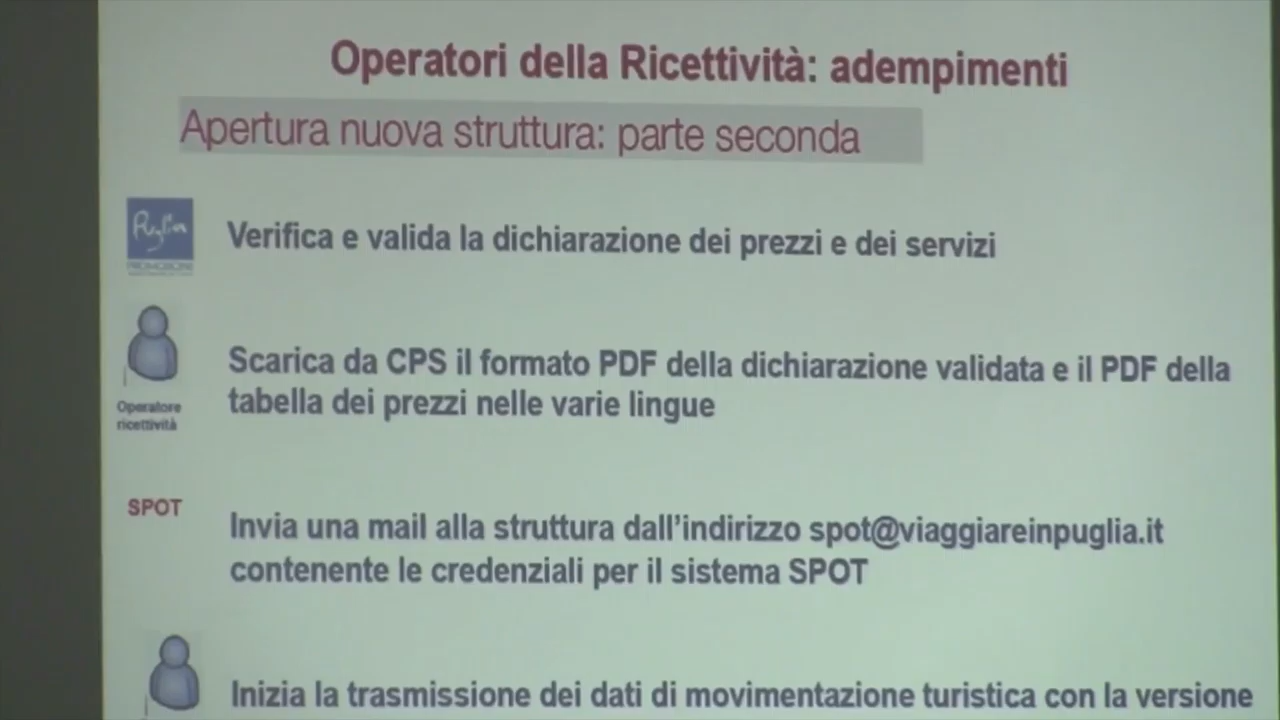 Operatori della Ricettività: adempimenti
Apertura nuova struttura: parte seconda
Puglia
Verifica e valida la dichiarazione dei prezzi e dei servizi
Scarica da CPS il formato PDF della dichiarazione validata e il PDF della
tabella dei prezzi nelle varie lingue
Operatore
ricettività
SPOT
Invia una mail alla struttura dall'indirizzo spot@viaggiareinpuglia.it
contenente le credenziali per il sistema SPOT
Inizia la trasmissione dei dati di movimentazione turistica con la versione